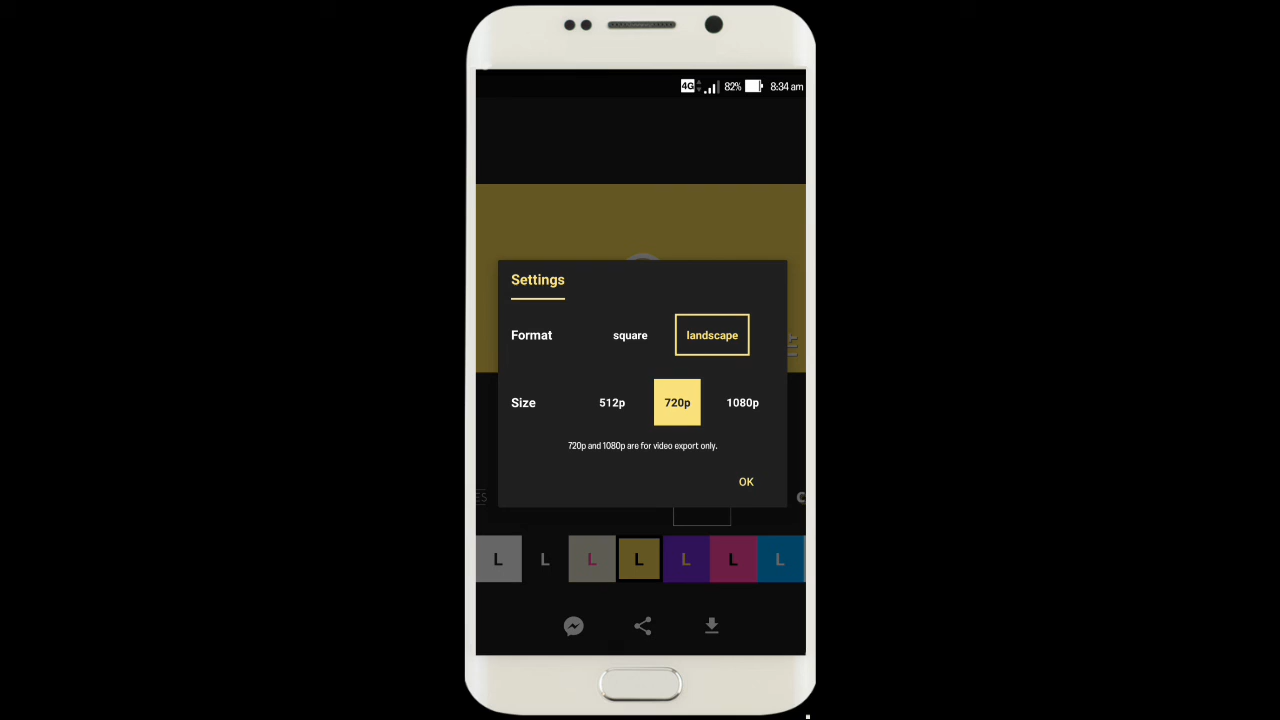 4G 82% 8:34 am
Settings
Format square landscape
Size 512p 720p 1080p
720p and 1080p are for video export only.
OK
ES
L L L L L L L